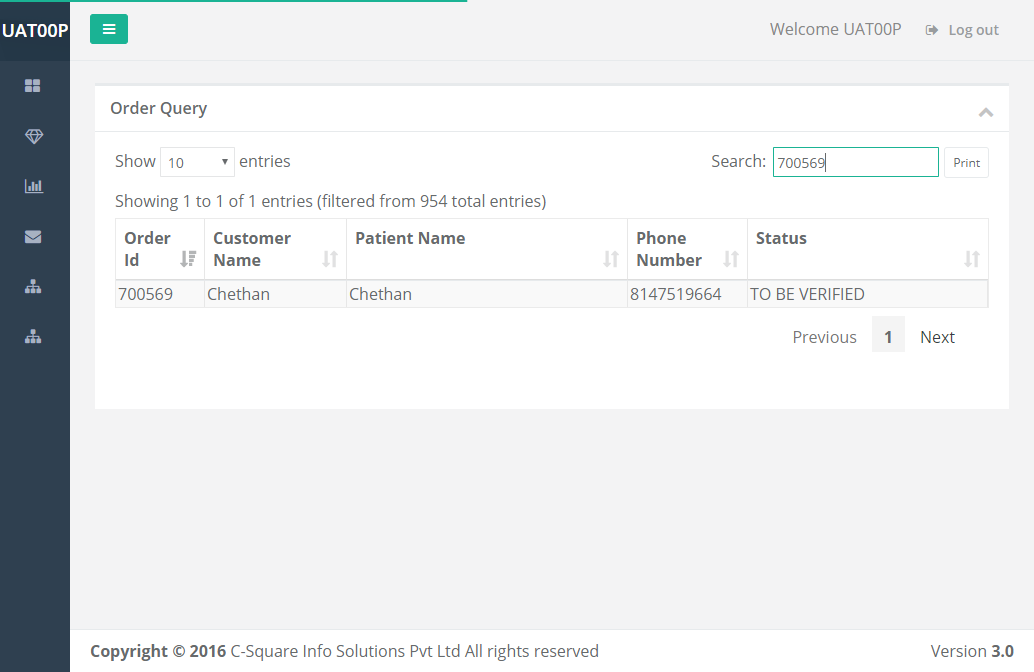 UAT00P
Welcome UAT00P Log out
Order Query
Show 10 entries Search: 700569 Print
Showing 1 to 1 of 1 entries (filtered from 954 total entries)
Order Id Customer Name Patient Name Phone Number Status
700569 Chethan Chethan 8147519664 TO BE VERIFIED
Previous 1 Next
Copyright © 2016 C-Square Info Solutions Pvt Ltd All rights reserved Version 3.0